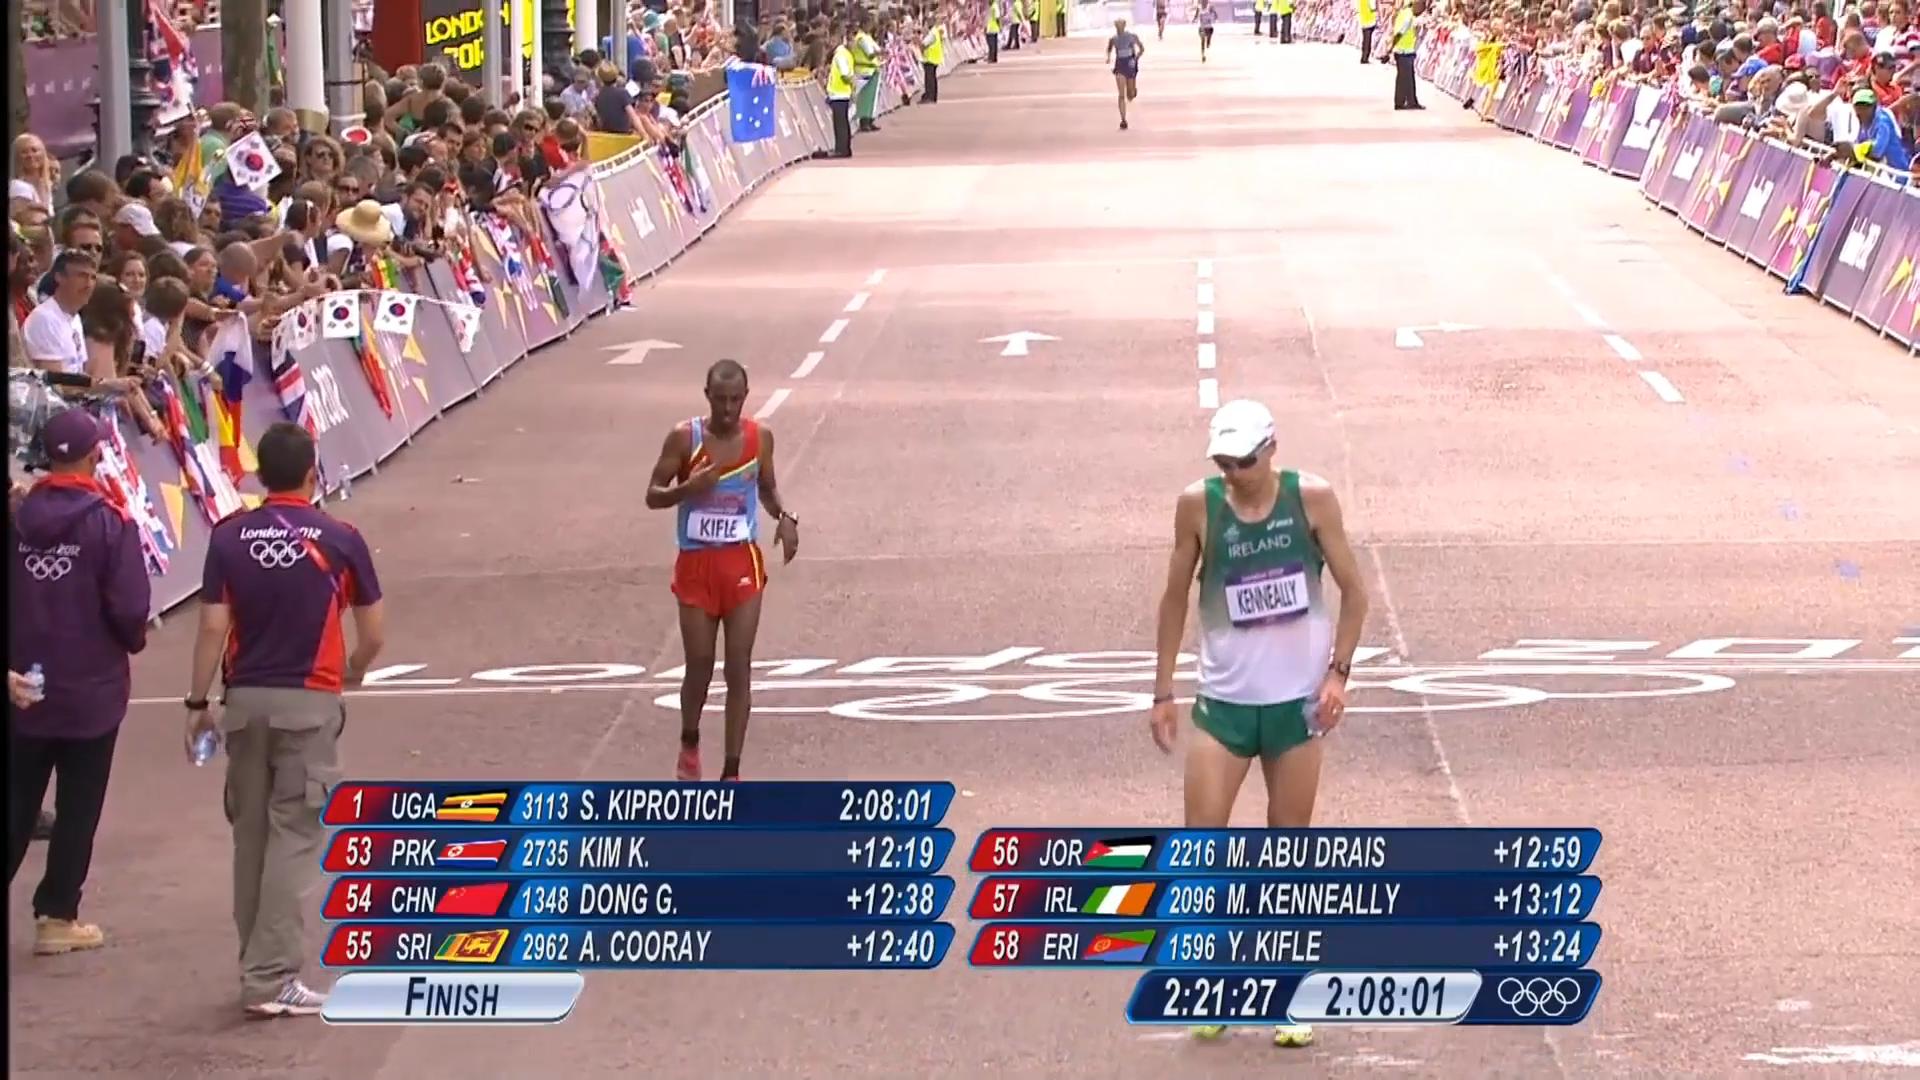 LONDON
London 2012
London 2012
KIFLE
IRELAND
KENNEALLY
1 UGA 3113 S. KIPROTICH 2:08:01
53 PRK 2735 KIM K. +12:19
54 CHN 1348 DONG G. +12:38
55 SRI 2962 A. COORAY +12:40
56 JOR 2216 M. ABU DRAIS +12:59
57 IRL 2096 M. KENNEALLY +13:12
58 ERI 1596 Y. KIFLE +13:24
FINISH
2:21:27 2:08:01